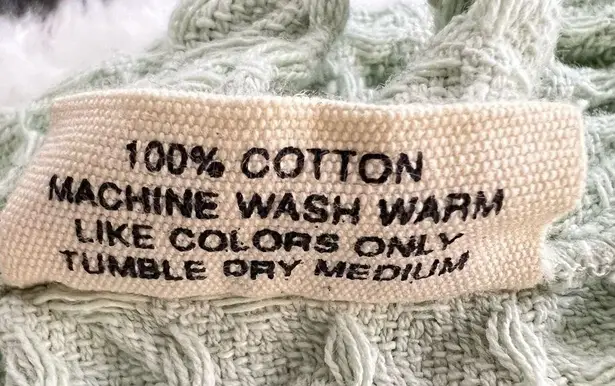 100% COTTON
MACHINE WASH WARM
LIKE COLORS ONLY
TUMBLE DRY MEDIUM